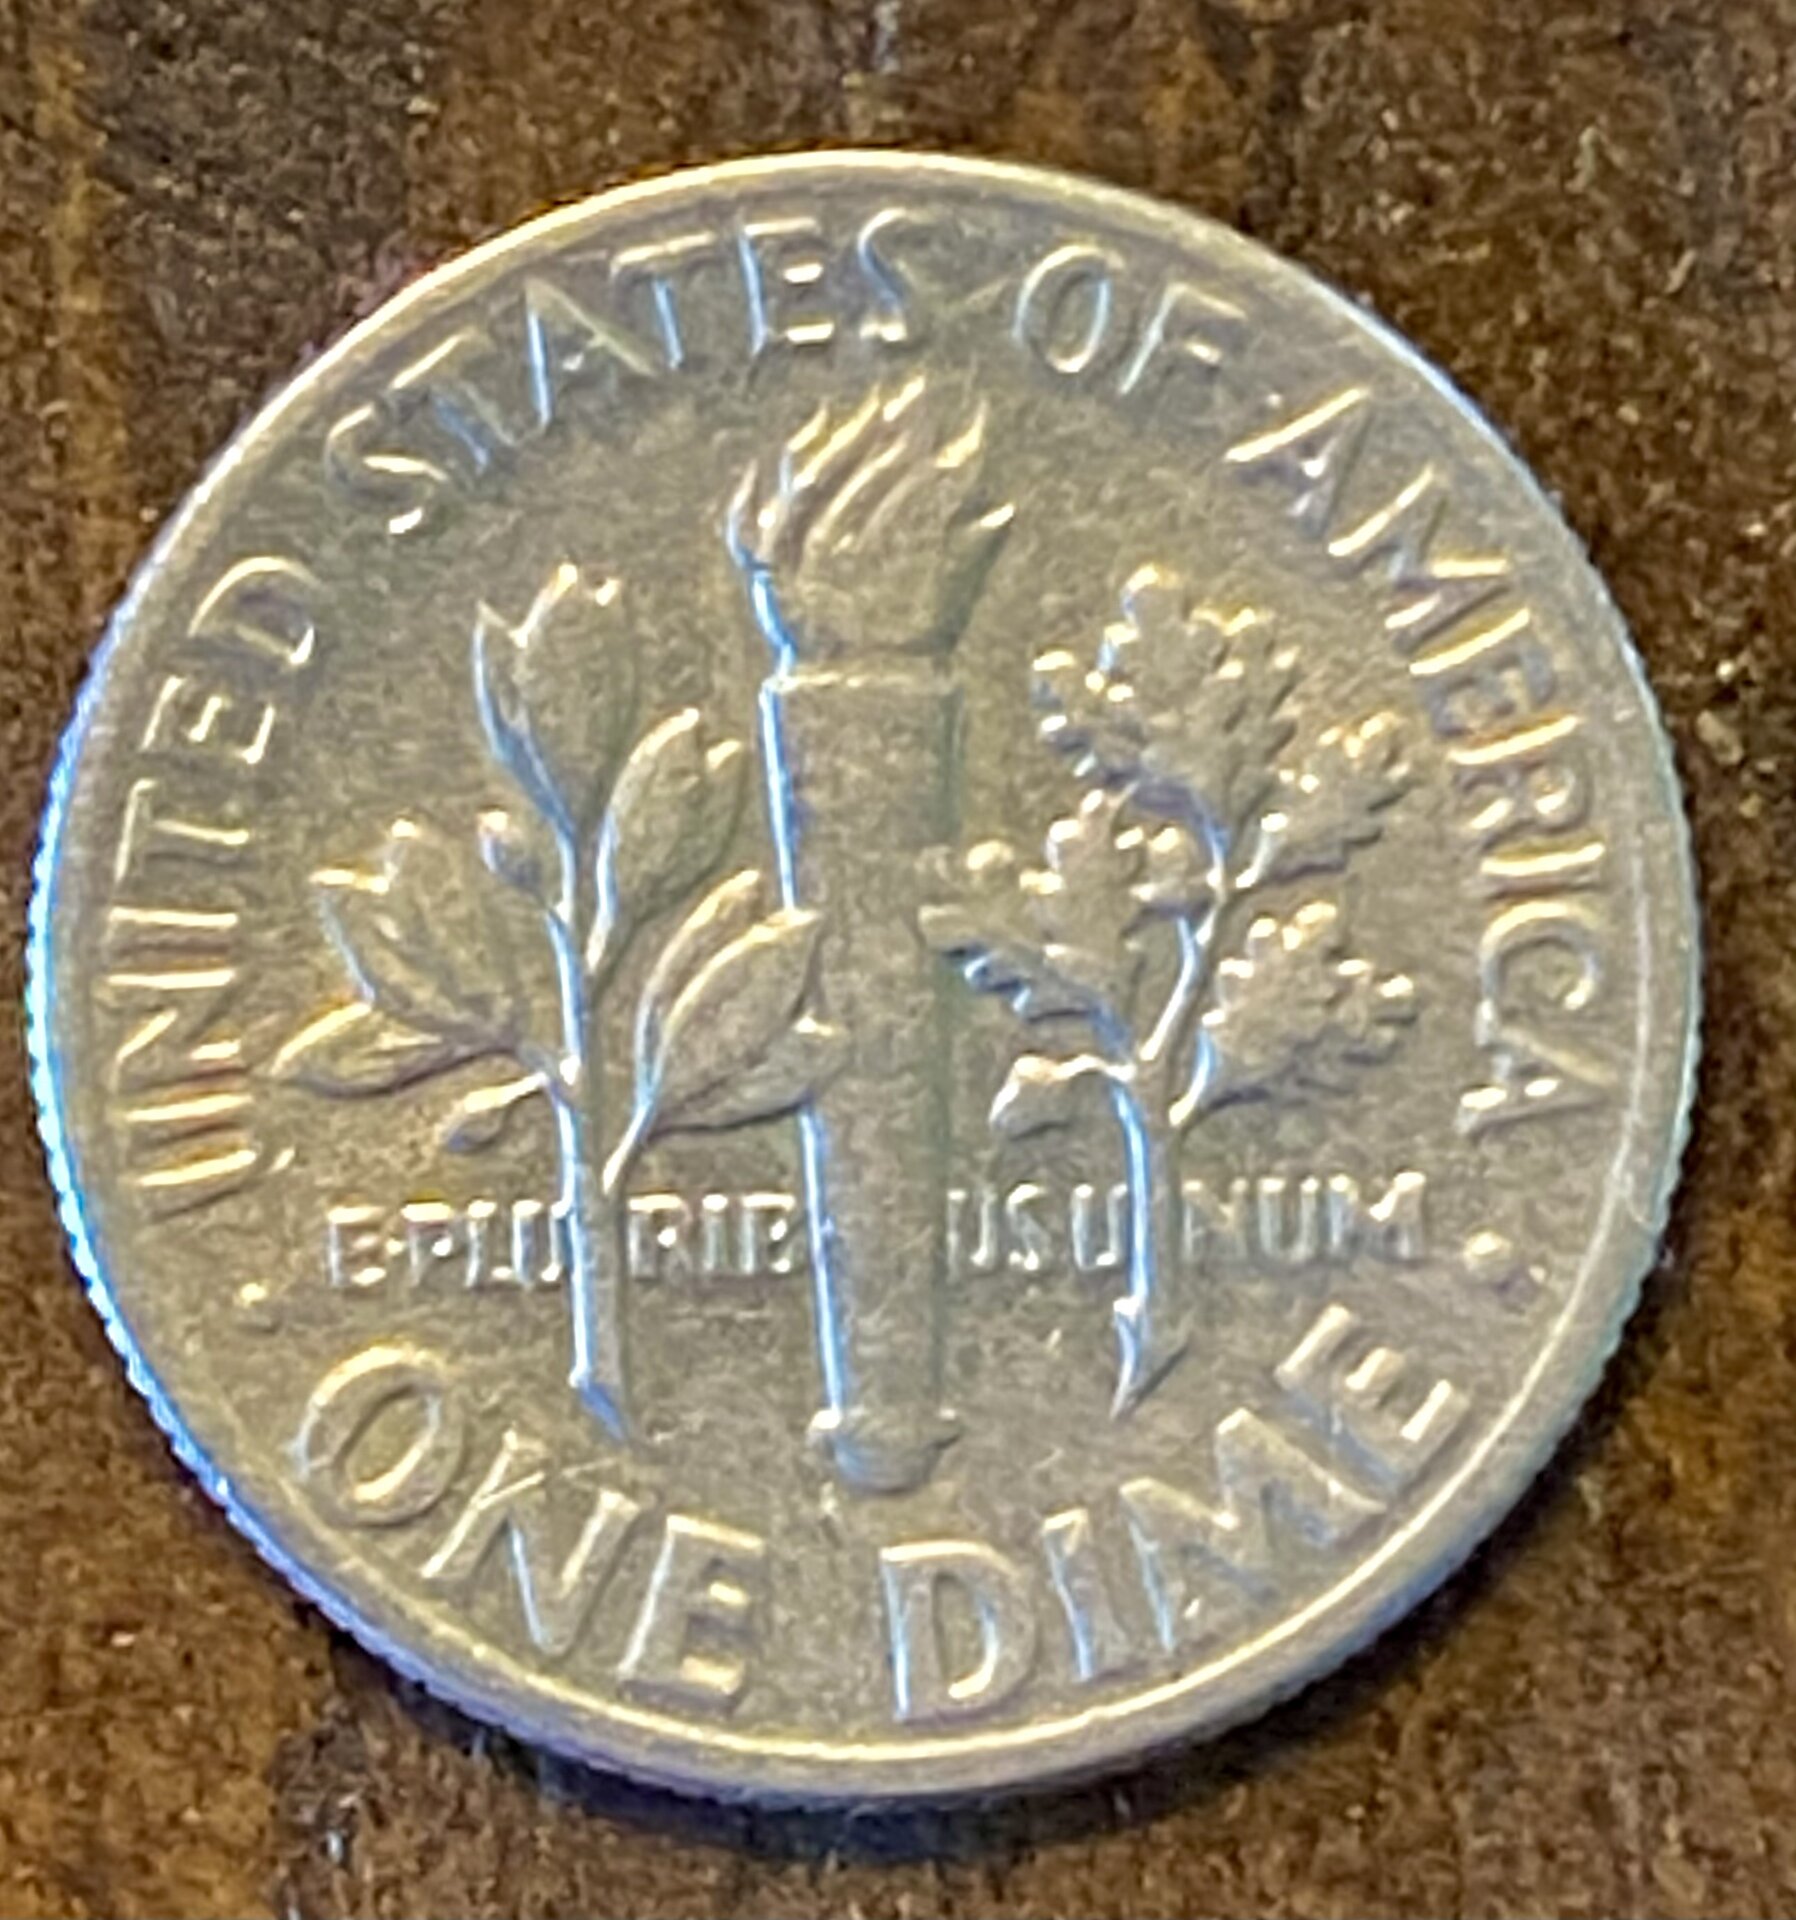 UNITED STATES OF AMERICA
E · PLURIBUS UNUM
ONE DIME